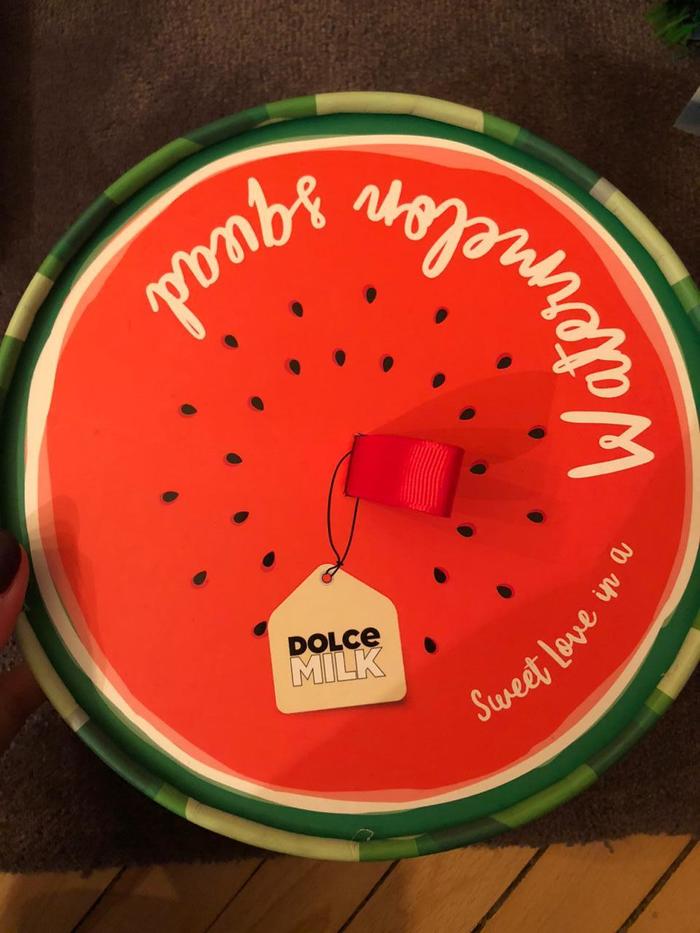 Sweet Love in a
Watermelon squad
DOLCe
MILK